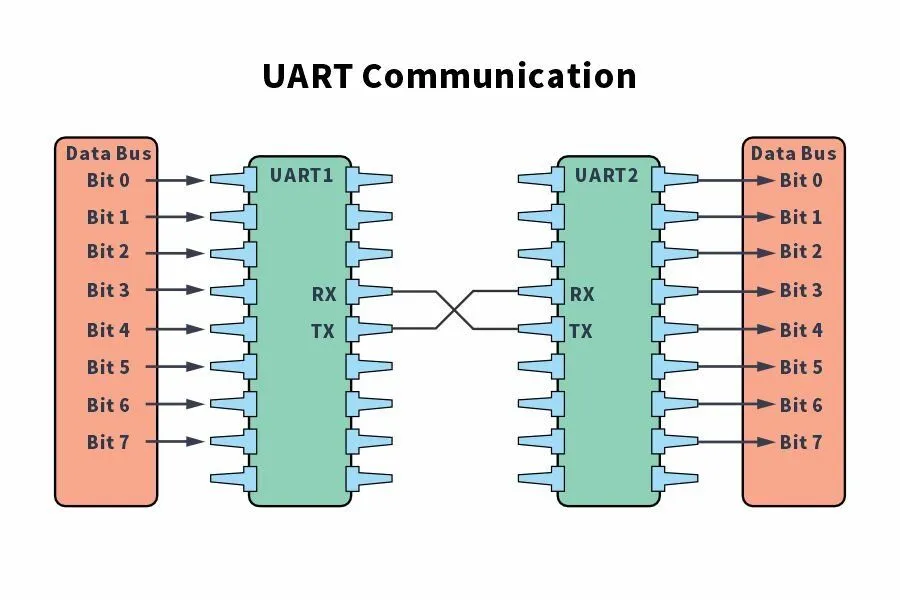 UART Communication
Data Bus
Bit 0
Bit 1
Bit 2
Bit 3
Bit 4
Bit 5
Bit 6
Bit 7
UART1
RX
TX
UART2
RX
TX
Data Bus
Bit 0
Bit 1
Bit 2
Bit 3
Bit 4
Bit 5
Bit 6
Bit 7